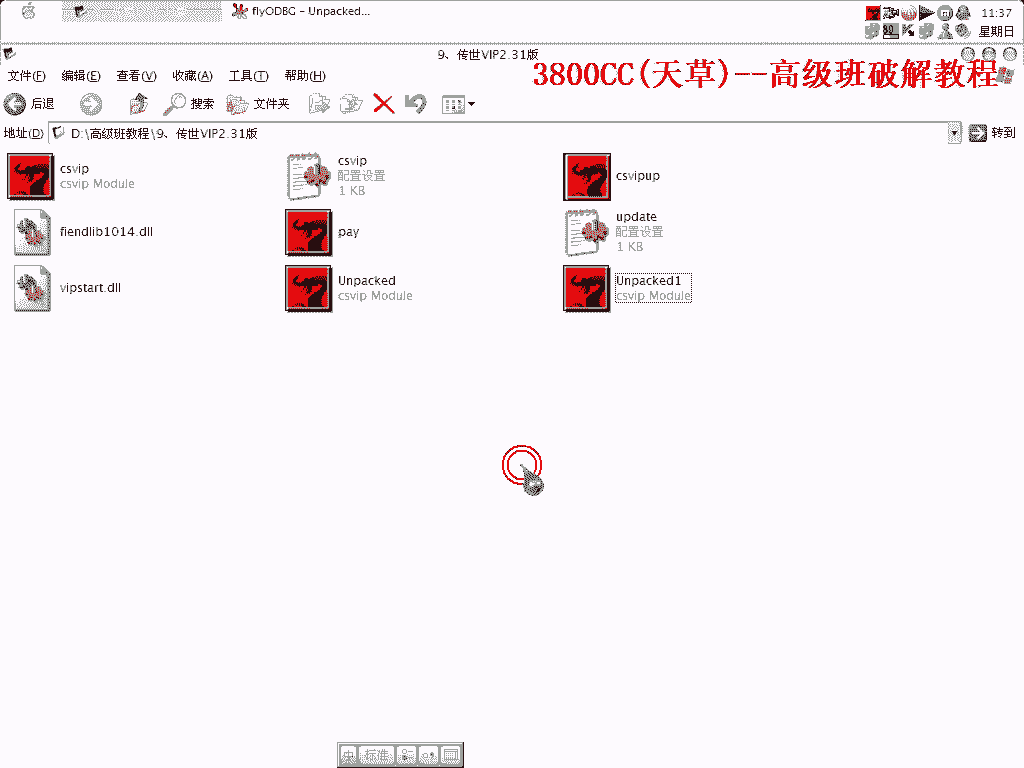 flyODBG - Unpacked...
11:37
星期日
9、传世VIP2.31版
3800CC(天草)--高级班破解教程
文件(F) 编辑(E) 查看(V) 收藏(A) 工具(T) 帮助(H)
后退 搜索 文件夹
地址(D) D:\高级班教程\9、传世VIP2.31版 转到
csvip
csvip Module
csvip
配置设置
1 KB
csvipup
fiendlib1014.dll
pay
update
配置设置
1 KB
vipstart.dll
Unpacked
csvip Module
Unpacked1
csvip Module
标准